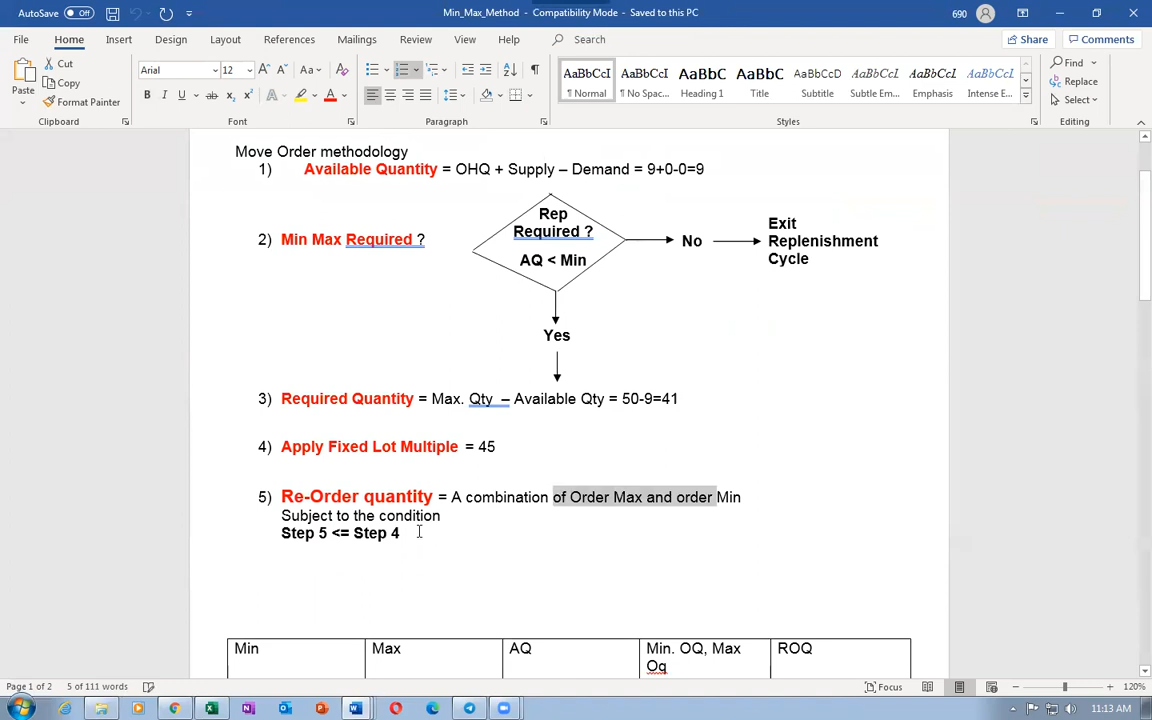 AutoSave Off
Min_Max_Method - Compatibility Mode - Saved to this PC
690
File Home Insert Design Layout References Mailings Review View Help Search
Share Comments
Paste
Cut
Copy
Format Painter
Arial 12
Clipboard
Font
Paragraph
AaBbCcI AaBbCcI AaBbC AaBbC AaBbCcD AaBbCcI AaBbCcI AaBbCcI
¶ Normal ¶ No Spac... Heading 1 Title Subtitle Subtle Em... Emphasis Intense E...
Styles
Find
Replace
Select
Editing
Move Order methodology
1) Available Quantity = OHQ + Supply – Demand = 9+0-0=9
2) Min Max Required ?
Rep
Required ?
AQ < Min
No
Exit
Replenishment
Cycle
Yes
3) Required Quantity = Max. Qty – Available Qty = 50-9=41
4) Apply Fixed Lot Multiple = 45
5) Re-Order quantity = A combination of Order Max and order Min
Subject to the condition
Step 5 <= Step 4
Min Max AQ Min. OQ, Max ROQ
Oq
Page 1 of 2 5 of 111 words
Focus
120%
11:13 AM